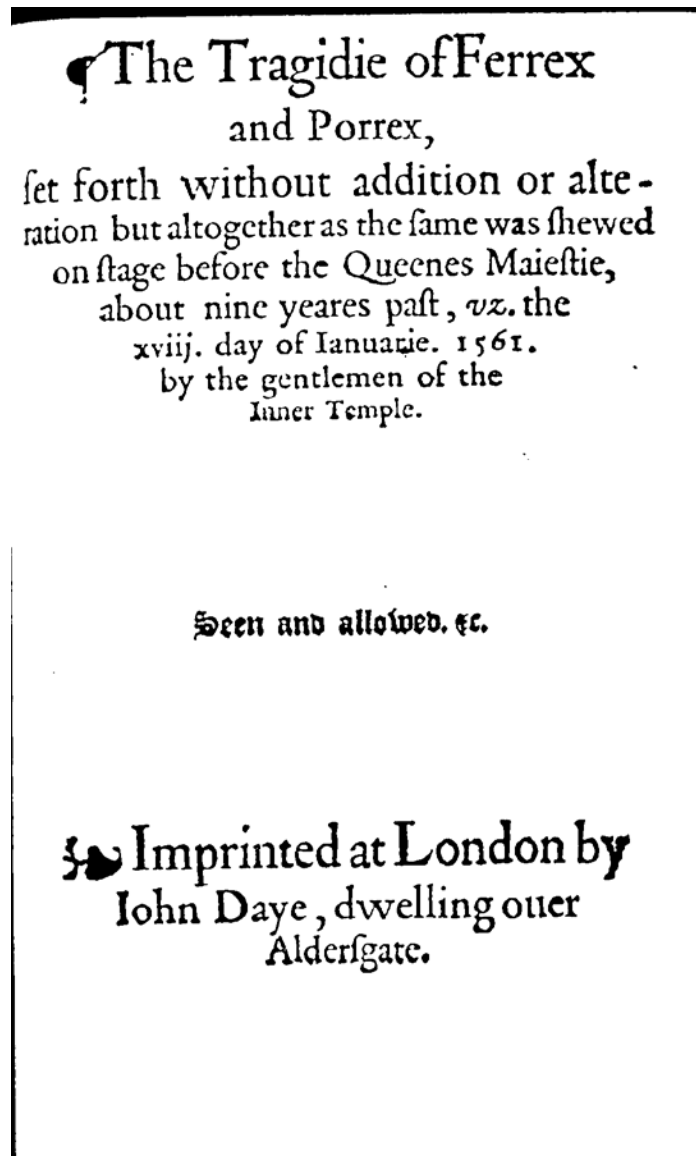 ¶The Tragidie of Ferrex
and Porrex,
ſet forth without addition or alte-
ration but altogether as the ſame was ſhewed
on ſtage before the Queenes Maieſtie,
about nine yeares paſt, vz. the
xviij. day of Ianuarie. 1561.
by the gentlemen of the
Inner Temple.
Seen and allowed. &c.
❧ Imprinted at London by
Iohn Daye, dwelling ouer
Alderſgate.